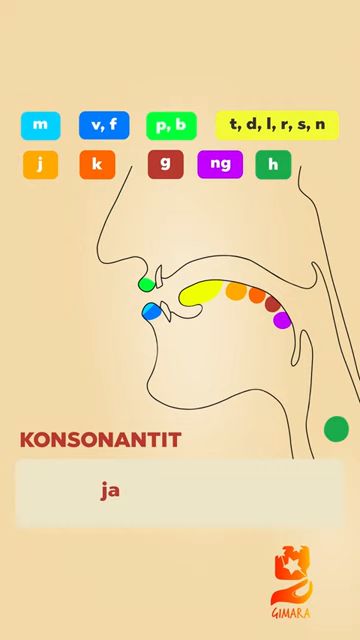 m v, f p, b t, d, l, r, s, n
j k g ng h
KONSONANTIT
ja
GIMARA